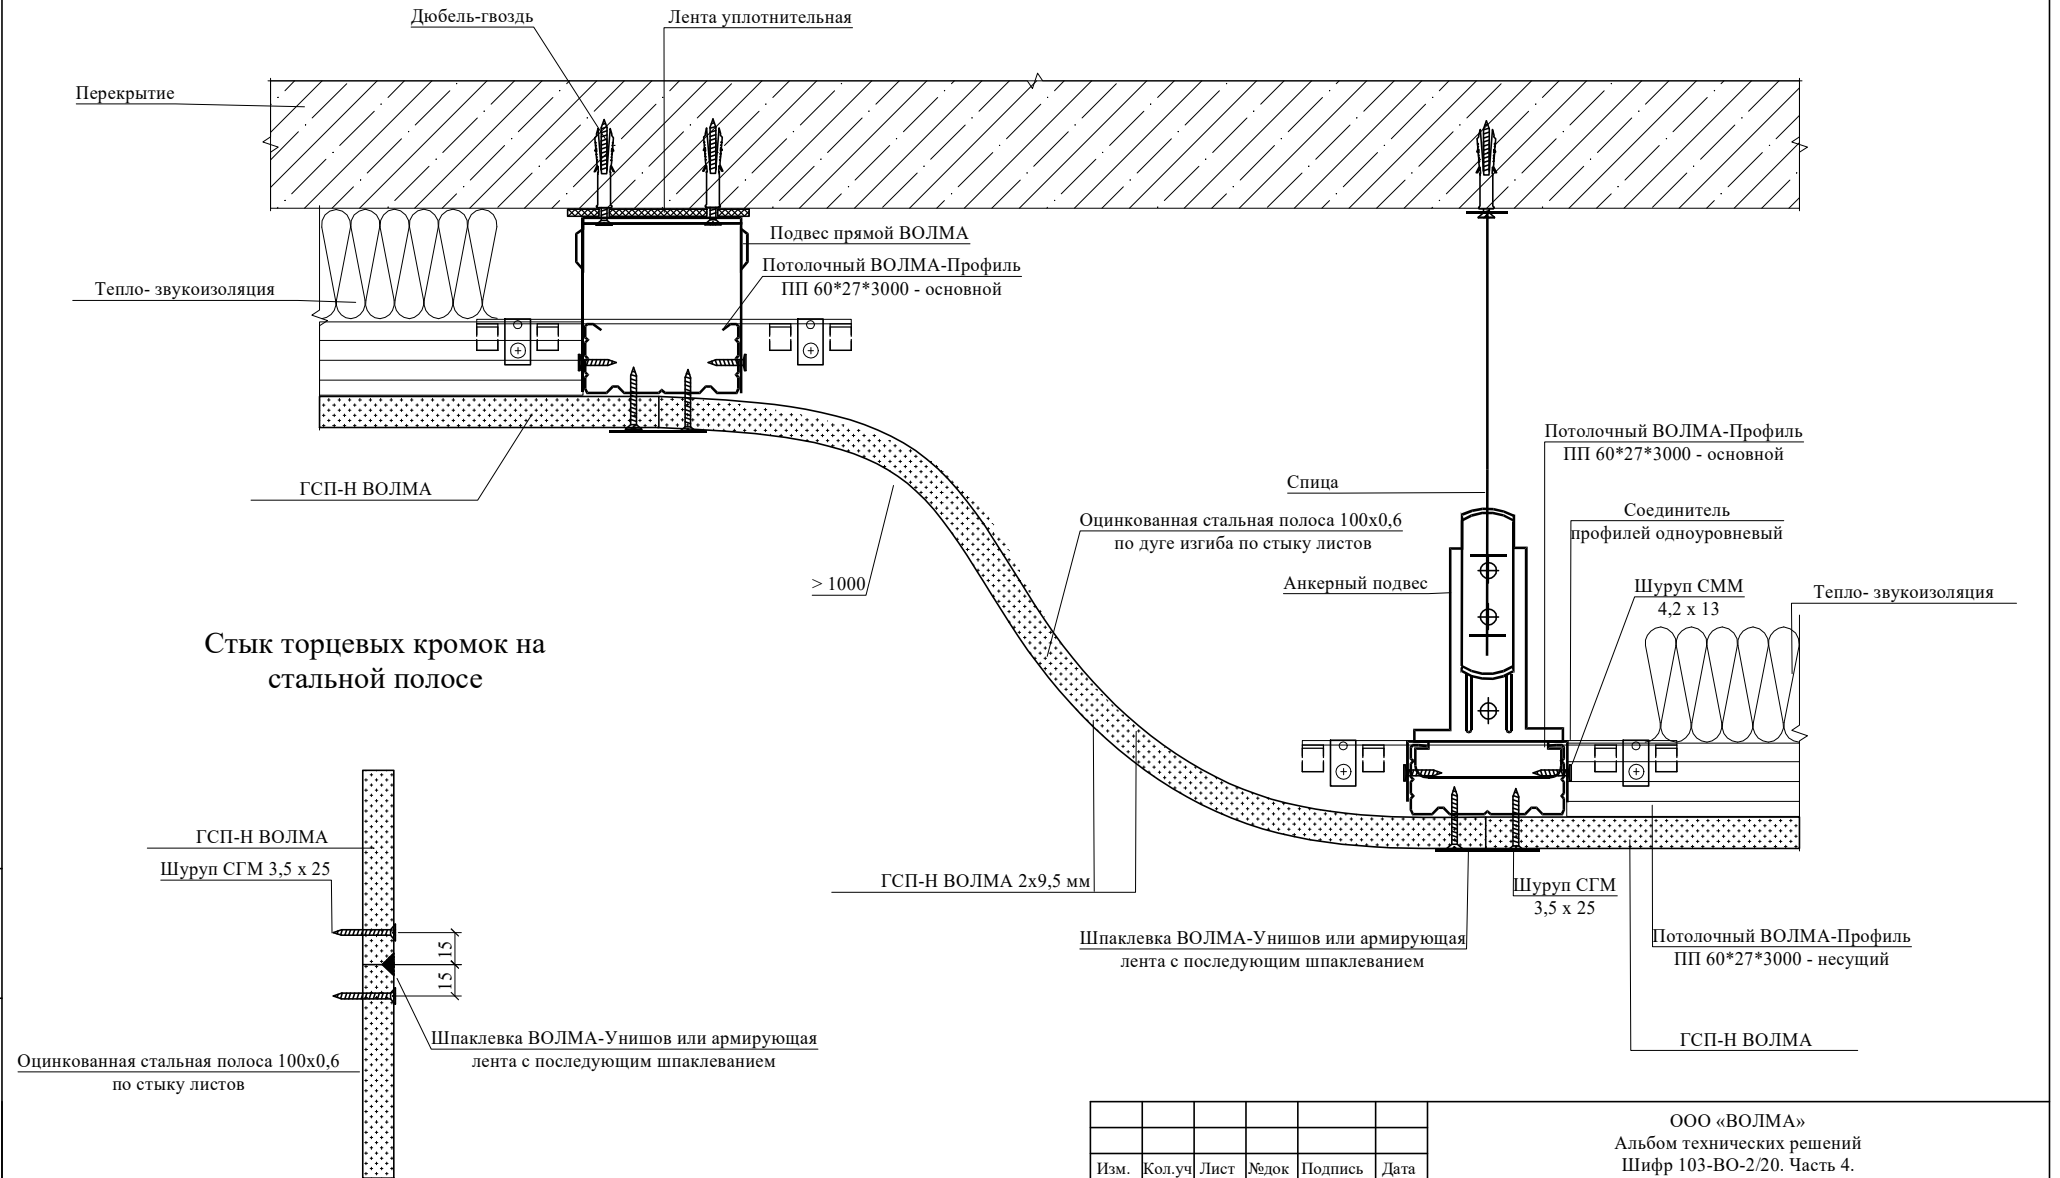 Дюбель-гвоздь
Лента уплотнительная
Перекрытие
Подвес прямой ВОЛМА
Потолочный ВОЛМА-Профиль
ПП 60*27*3000 - основной
Тепло- звукоизоляция
ГСП-Н ВОЛМА
> 1000
Оцинкованная стальная полоса 100х0,6
по дуге изгиба по стыку листов
Спица
Анкерный подвес
Потолочный ВОЛМА-Профиль
ПП 60*27*3000 - основной
Соединитель
профилей одноуровневый
Шуруп СММ
4,2 х 13
Тепло- звукоизоляция
Стык торцевых кромок на
стальной полосе
ГСП-Н ВОЛМА
Шуруп СГМ 3,5 х 25
15
15
Шпаклевка ВОЛМА-Унишов или армирующая
лента с последующим шпаклеванием
Оцинкованная стальная полоса 100х0,6
по стыку листов
ГСП-Н ВОЛМА 2х9,5 мм
Шуруп СГМ
3,5 х 25
Шпаклевка ВОЛМА-Унишов или армирующая
лента с последующим шпаклеванием
Потолочный ВОЛМА-Профиль
ПП 60*27*3000 - несущий
ГСП-Н ВОЛМА
Изм. Кол.уч Лист №док Подпись Дата
ООО «ВОЛМА»
Альбом технических решений
Шифр 103-ВО-2/20. Часть 4.